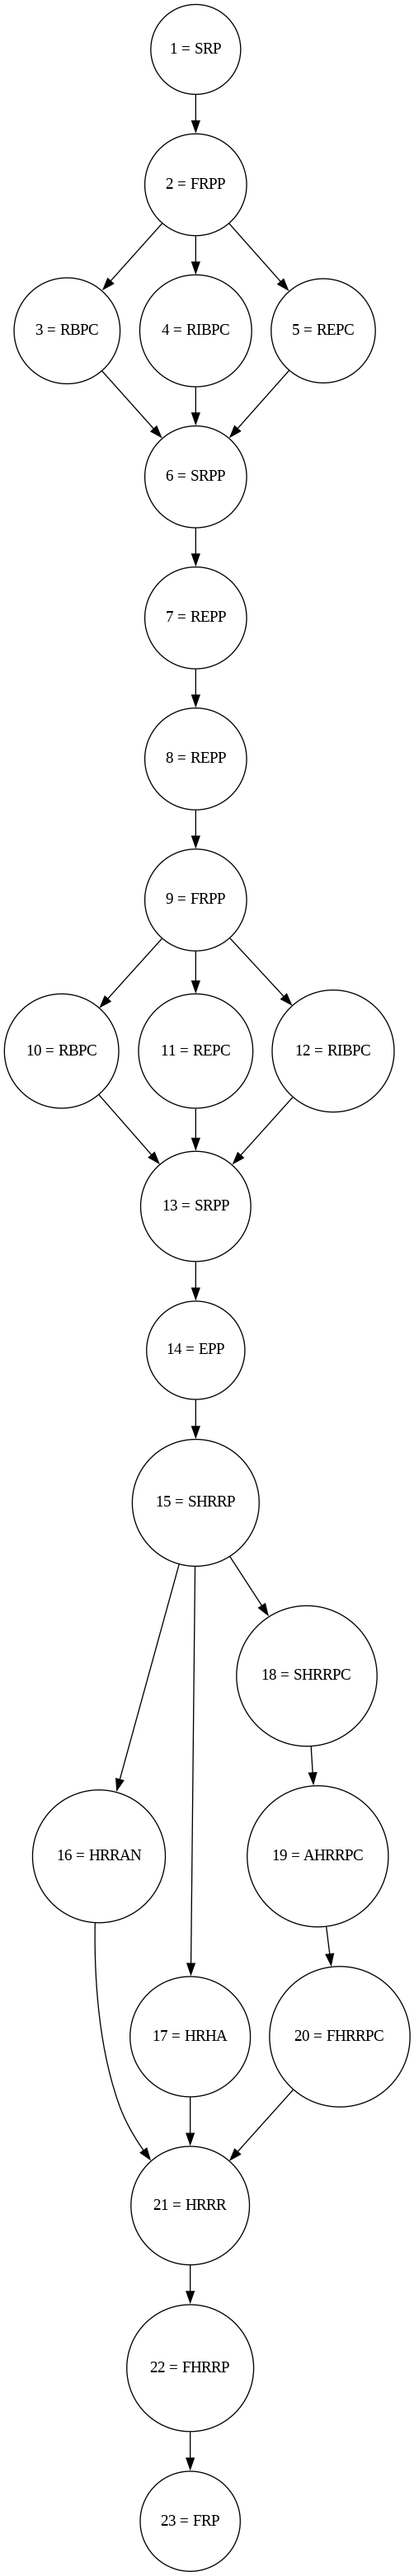 1 = SRP
2 = FRPP
3 = RBPC
4 = RIBPC
5 = REPC
6 = SRPP
7 = REPP
8 = REPP
9 = FRPP
10 = RBPC
11 = REPC
12 = RIBPC
13 = SRPP
14 = EPP
15 = SHRRP
18 = SHRRPC
16 = HRRAN
19 = AHRRPC
17 = HRHA
20 = FHRRPC
21 = HRRR
22 = FHRRP
23 = FRP